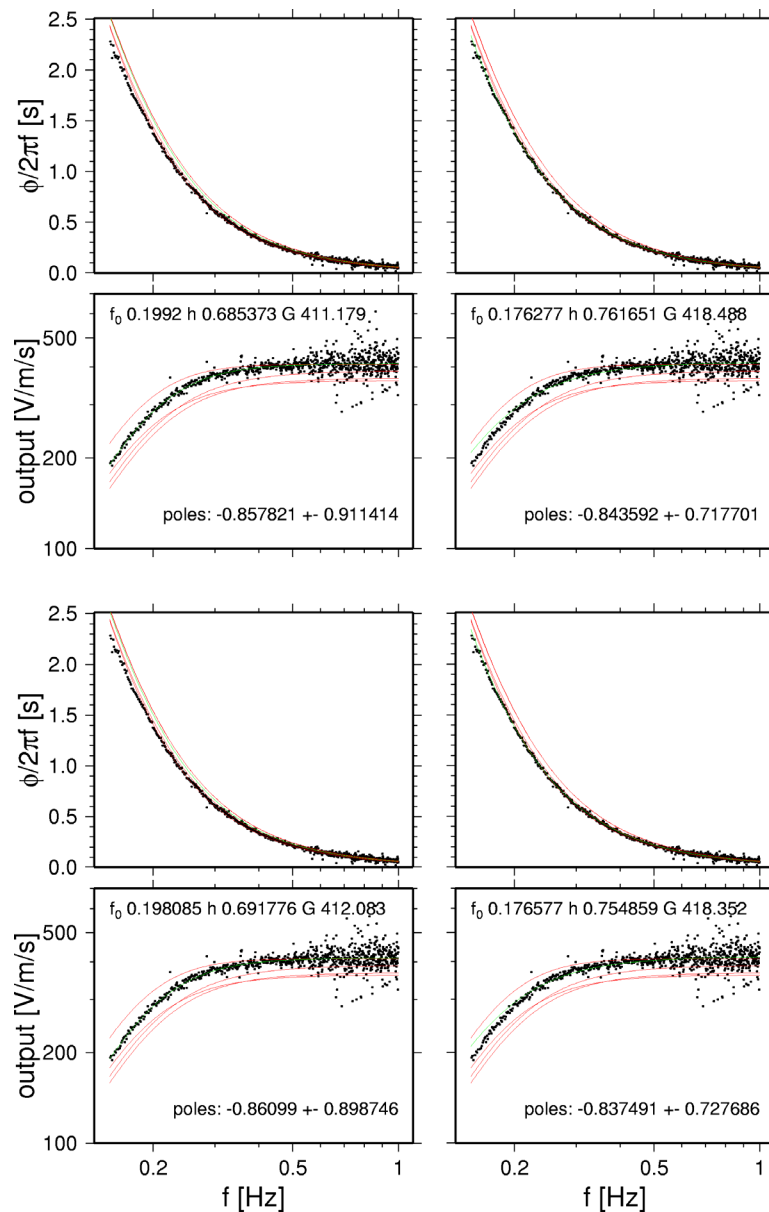 2.5
2.0
1.5
1.0
0.5
0.0
ϕ/2πf [s]
500
200
100
output [V/m/s]
f0 0.1992 h 0.685373 G 411.179
poles: -0.857821 +- 0.911414
f0 0.176277 h 0.761651 G 418.488
poles: -0.843592 +- 0.717701
2.5
2.0
1.5
1.0
0.5
0.0
ϕ/2πf [s]
500
200
100
output [V/m/s]
f0 0.198085 h 0.691776 G 412.083
poles: -0.86099 +- 0.898746
f0 0.176577 h 0.754859 G 418.352
poles: -0.837491 +- 0.727686
0.2 0.5 1
0.2 0.5 1
f [Hz]
f [Hz]